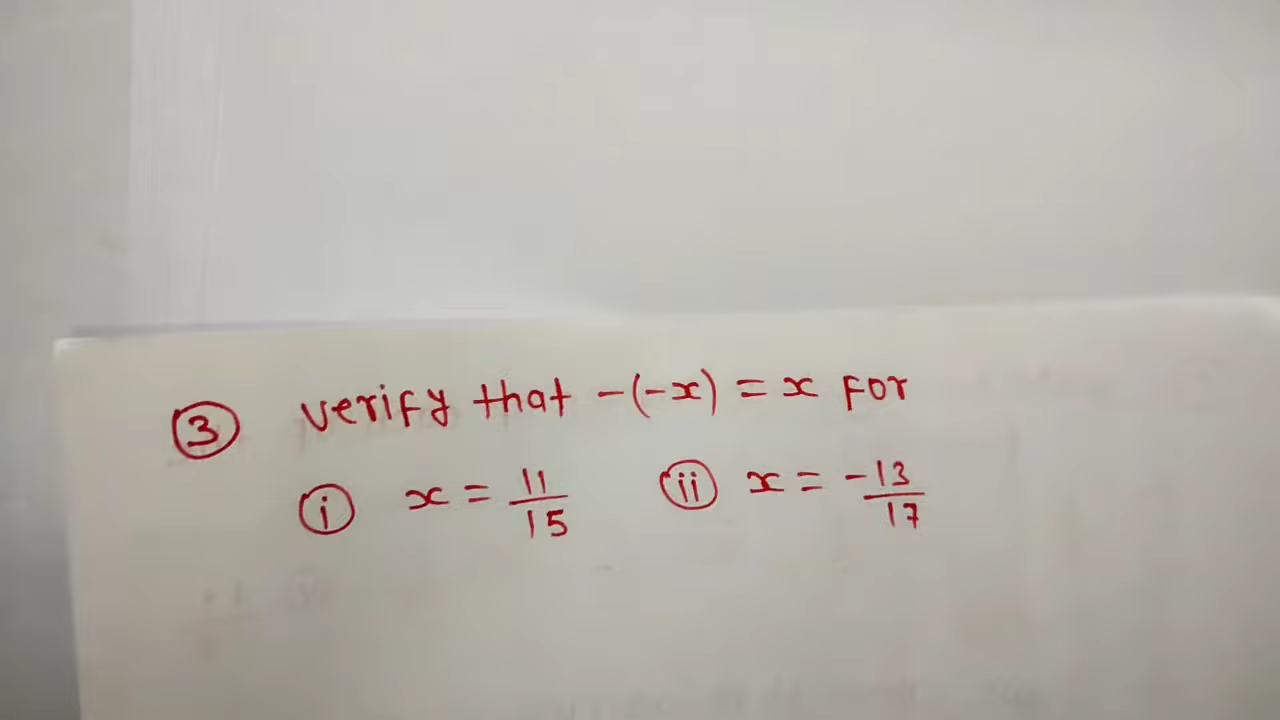 ③ verify that -(-x) = x for
ⓘ x = 11/15 ⓘⓘ x = -13/17